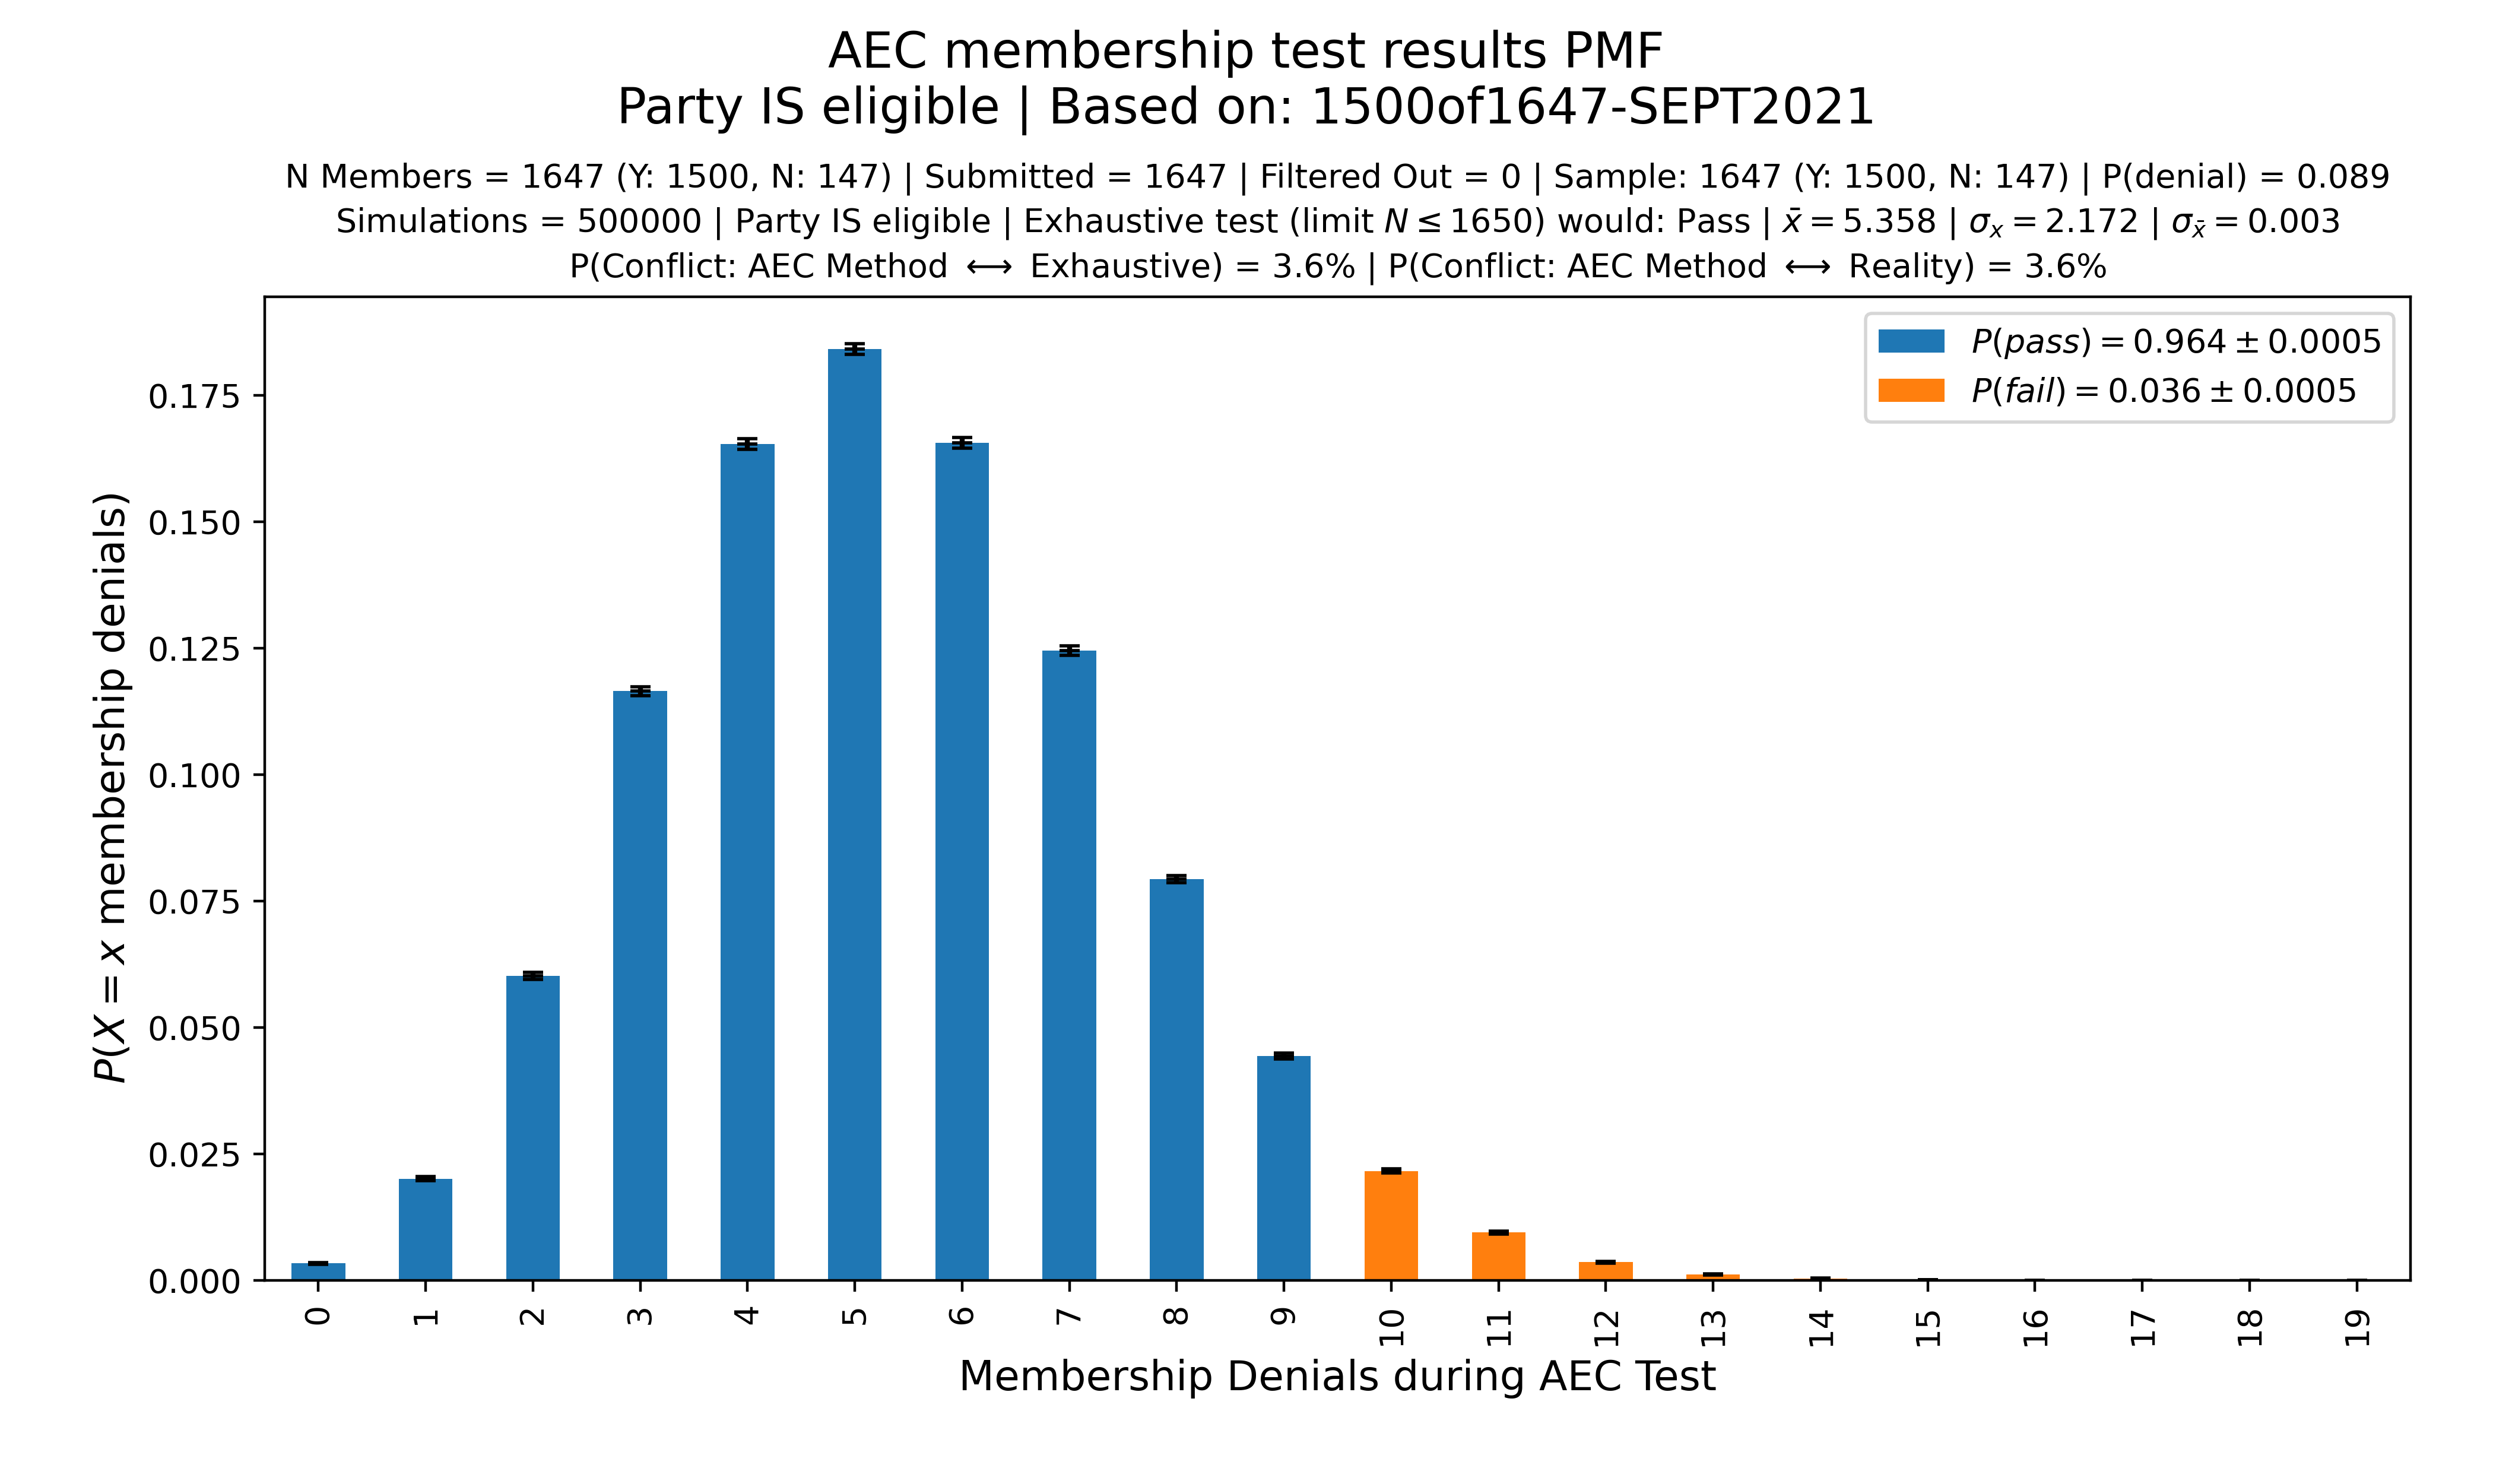 AEC membership test results PMF
Party IS eligible | Based on: 1500of1647-SEPT2021
N Members = 1647 (Y: 1500, N: 147) | Submitted = 1647 | Filtered Out = 0 | Sample: 1647 (Y: 1500, N: 147) | P(denial) = 0.089
Simulations = 500000 | Party IS eligible | Exhaustive test (limit N ≤ 1650) would: Pass | x̄ = 5.358 | σₓ = 2.172 | σ_x̄ = 0.003
P(Conflict: AEC Method ⟷ Exhaustive) = 3.6% | P(Conflict: AEC Method ⟷ Reality) = 3.6%
P(pass) = 0.964 ± 0.0005
P(fail) = 0.036 ± 0.0005
P(X = x membership denials)
0.175
0.150
0.125
0.100
0.075
0.050
0.025
0.000
0 1 2 3 4 5 6 7 8 9 10 11 12 13 14 15 16 17 18 19
Membership Denials during AEC Test